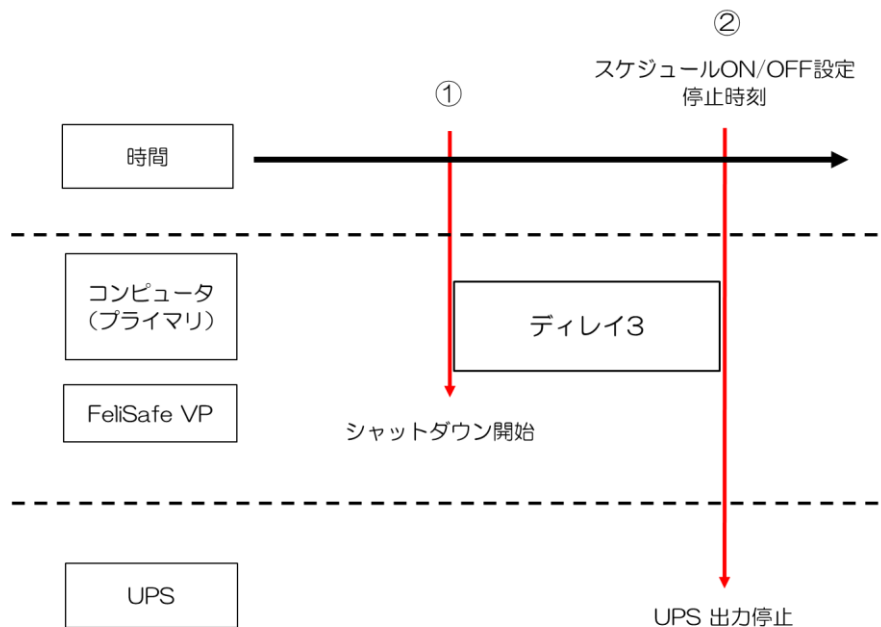 ②
スケジュールON/OFF設定
停止時刻
①
時間
コンピュータ
(プライマリ)
ディレイ3
FeliSafe VP
シャットダウン開始
UPS
UPS 出力停止